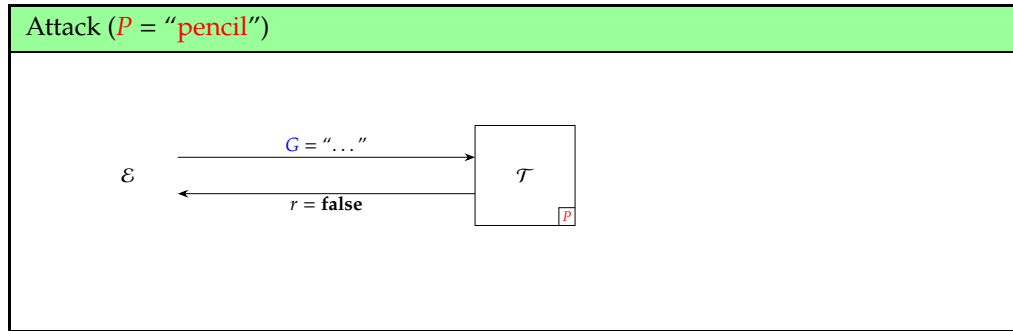 Attack (P = “pencil”)
G = “. . . ”
ℰ
𝒯
r = false
P